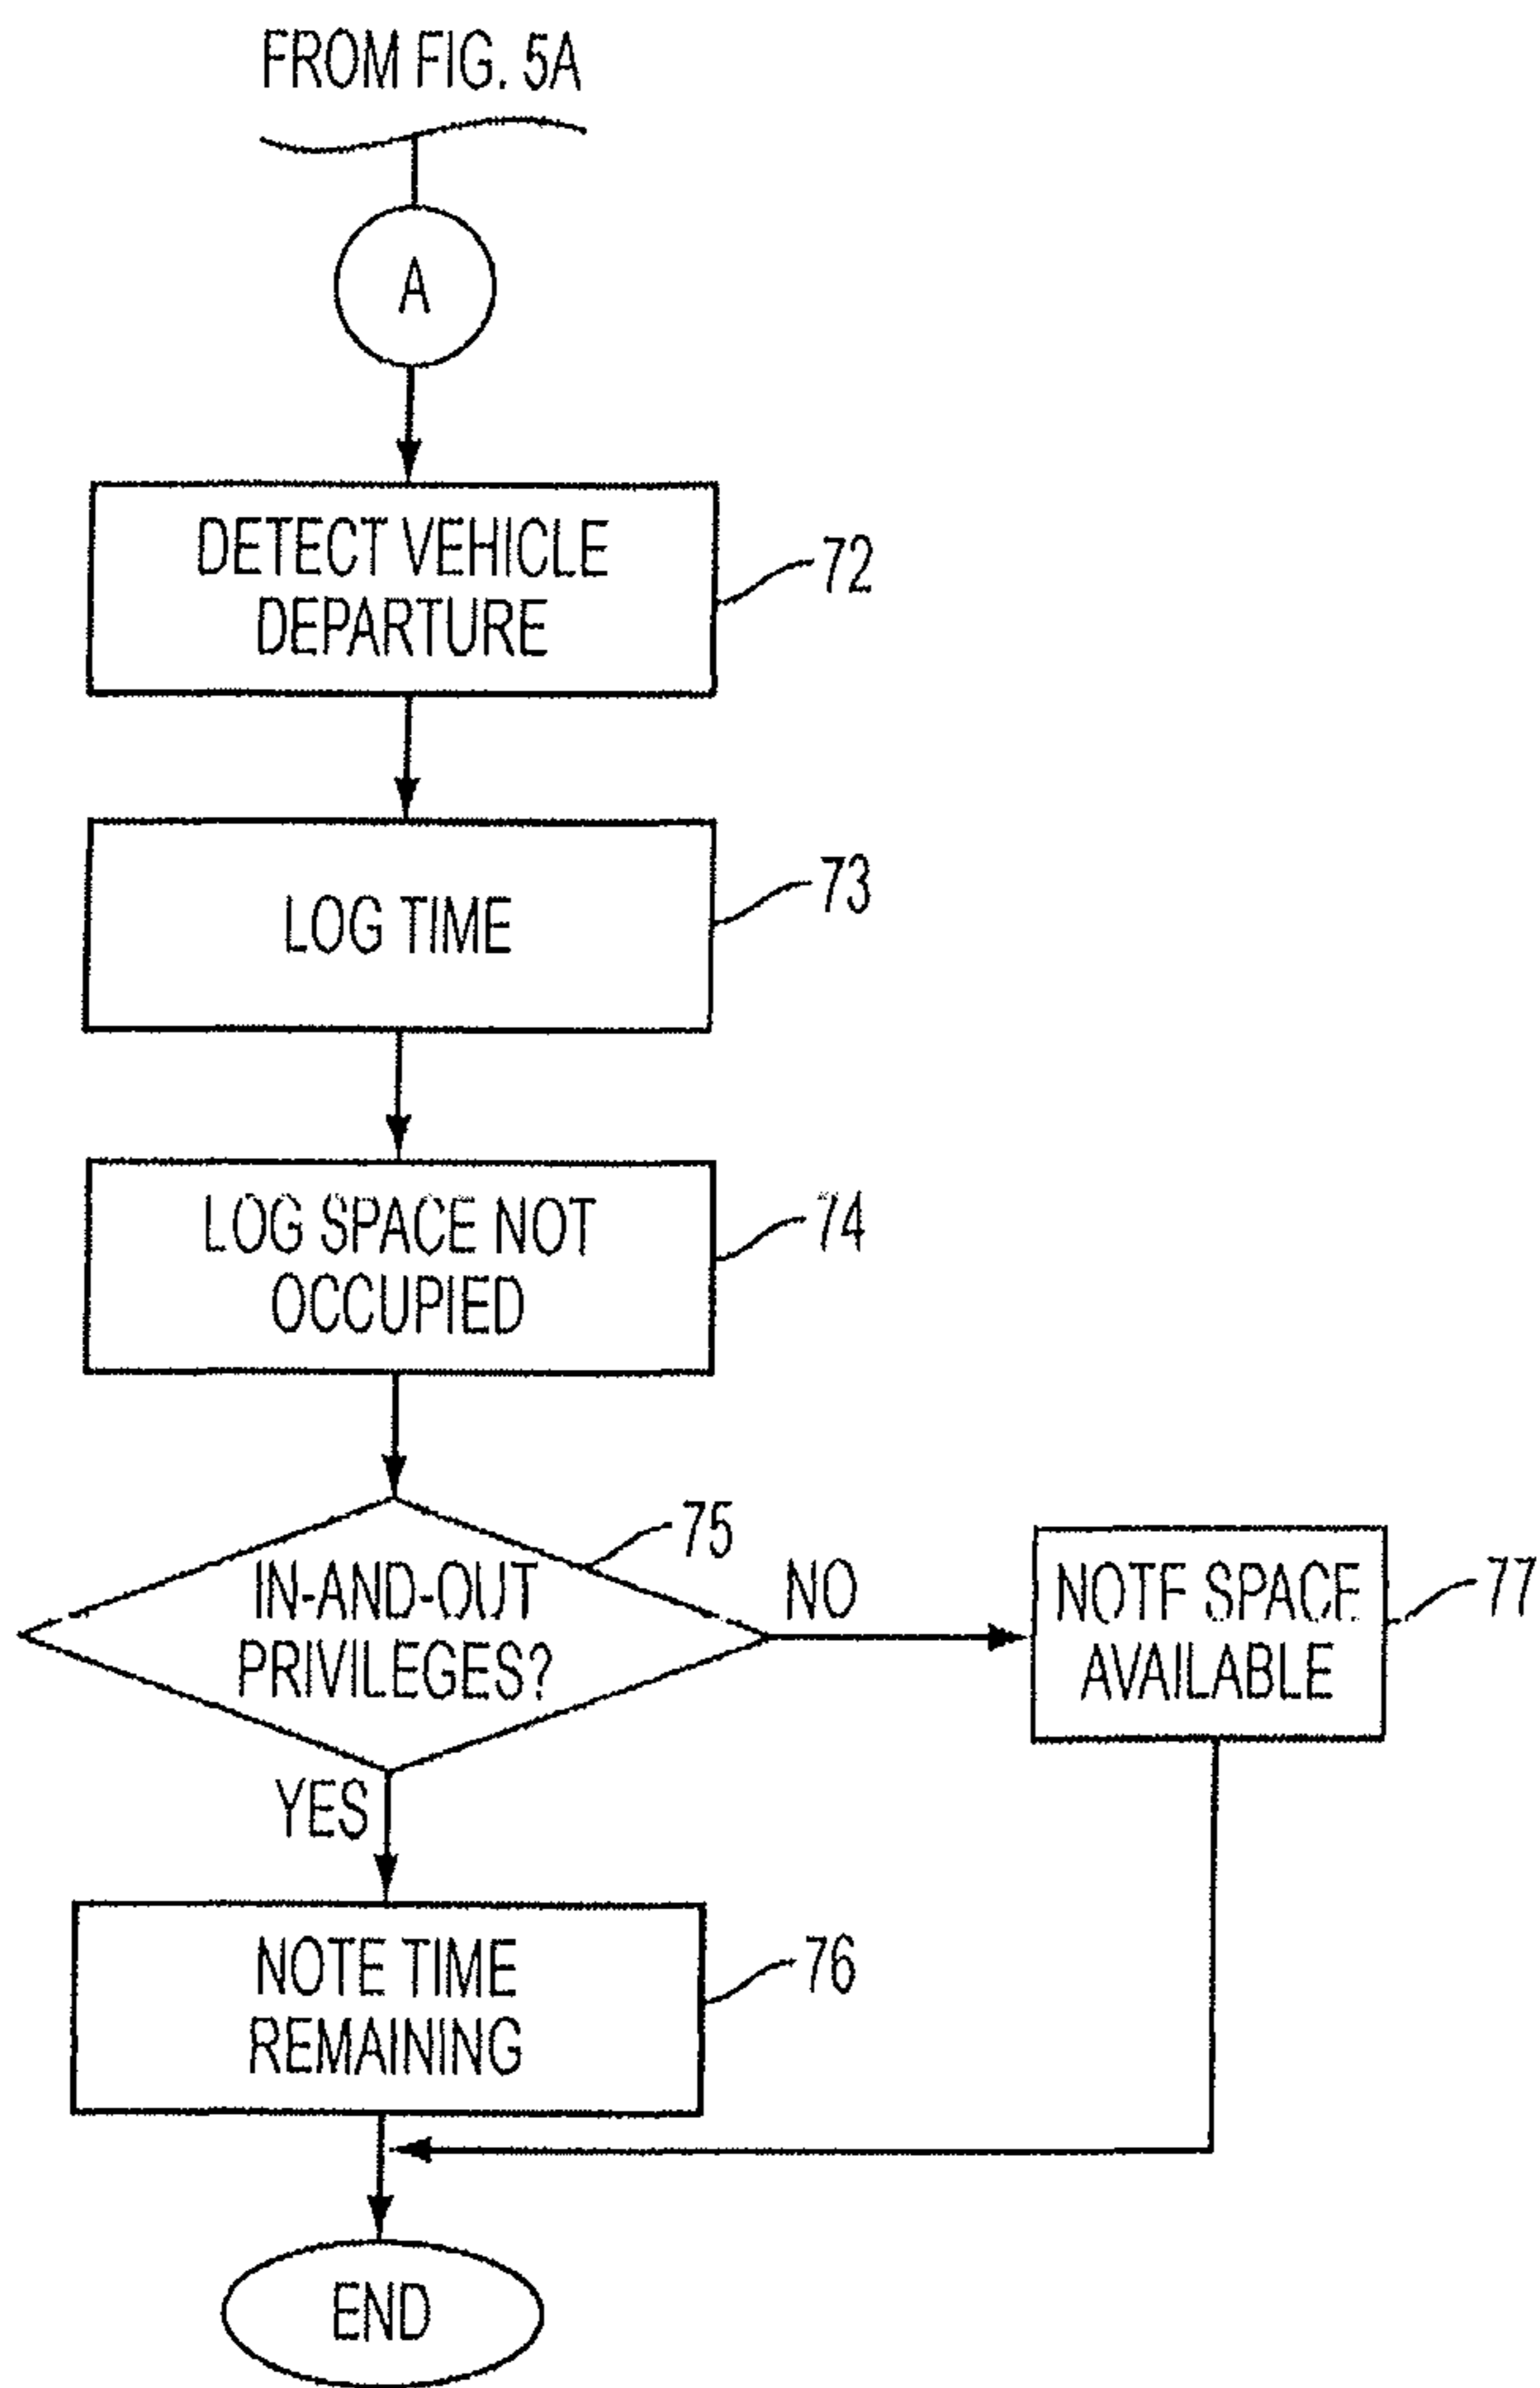 FROM FIG. 5A
A
DETECT VEHICLE
DEPARTURE
72
LOG TIME
73
LOG SPACE NOT
OCCUPIED
74
IN-AND-OUT
PRIVILEGES?
75
NO
NOTE SPACE
AVAILABLE
77
YES
NOTE TIME
REMAINING
76
END